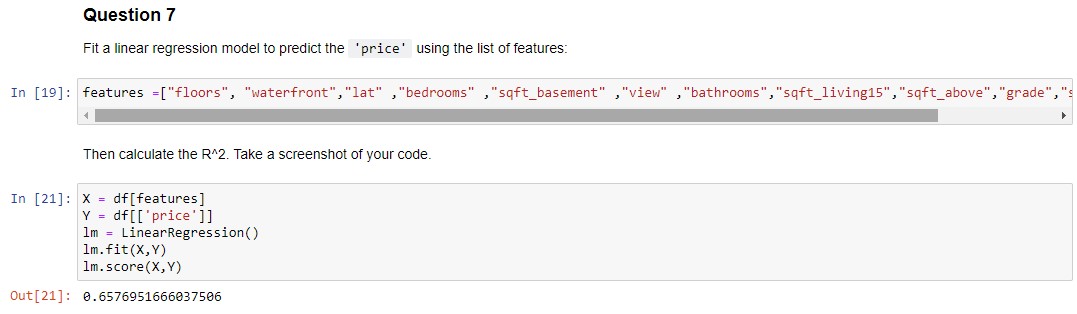 Question 7
Fit a linear regression model to predict the 'price' using the list of features:
In [19]: features =["floors", "waterfront","lat" ,"bedrooms" ,"sqft_basement" ,"view" ,"bathrooms","sqft_living15","sqft_above","grade","s
Then calculate the R^2. Take a screenshot of your code.
In [21]: X = df[features]
Y = df[['price']]
lm = LinearRegression()
lm.fit(X,Y)
lm.score(X,Y)
Out[21]: 0.6576951666037506